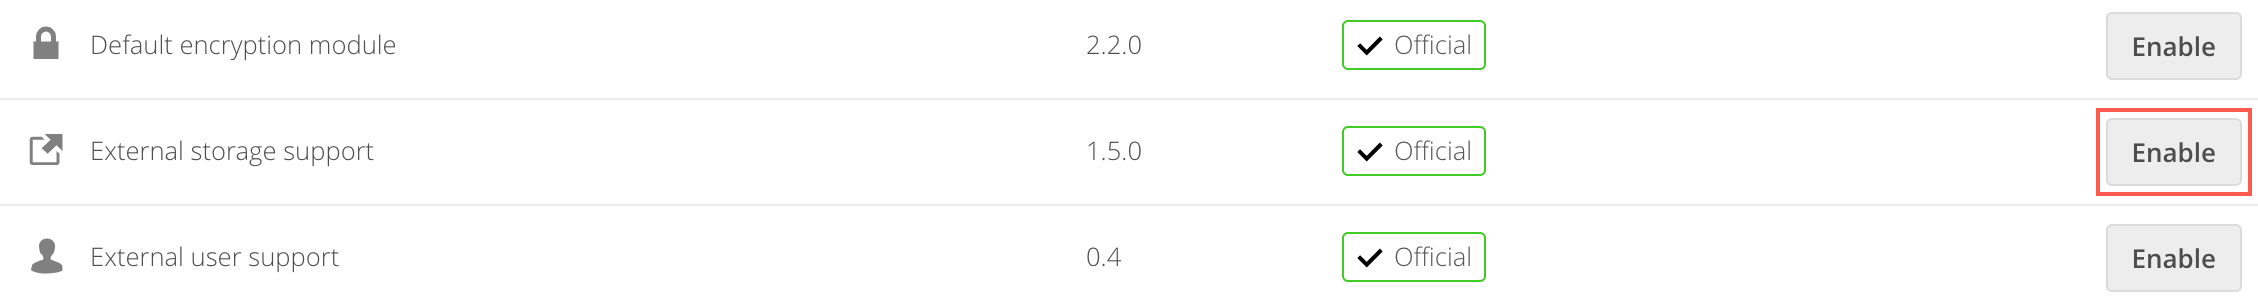 Default encryption module 2.2.0 Official Enable
External storage support 1.5.0 Official Enable
External user support 0.4 Official Enable